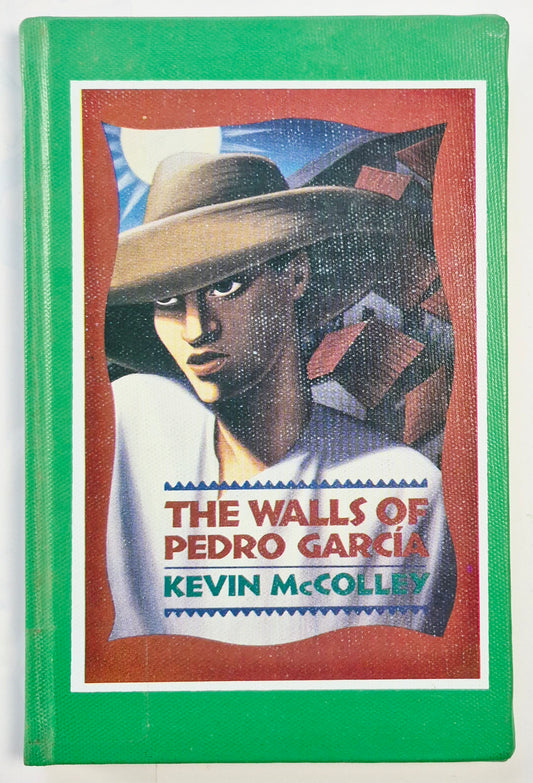 THE WALLS OF
PEDRO GARCÍA
KEVIN McCOLLEY